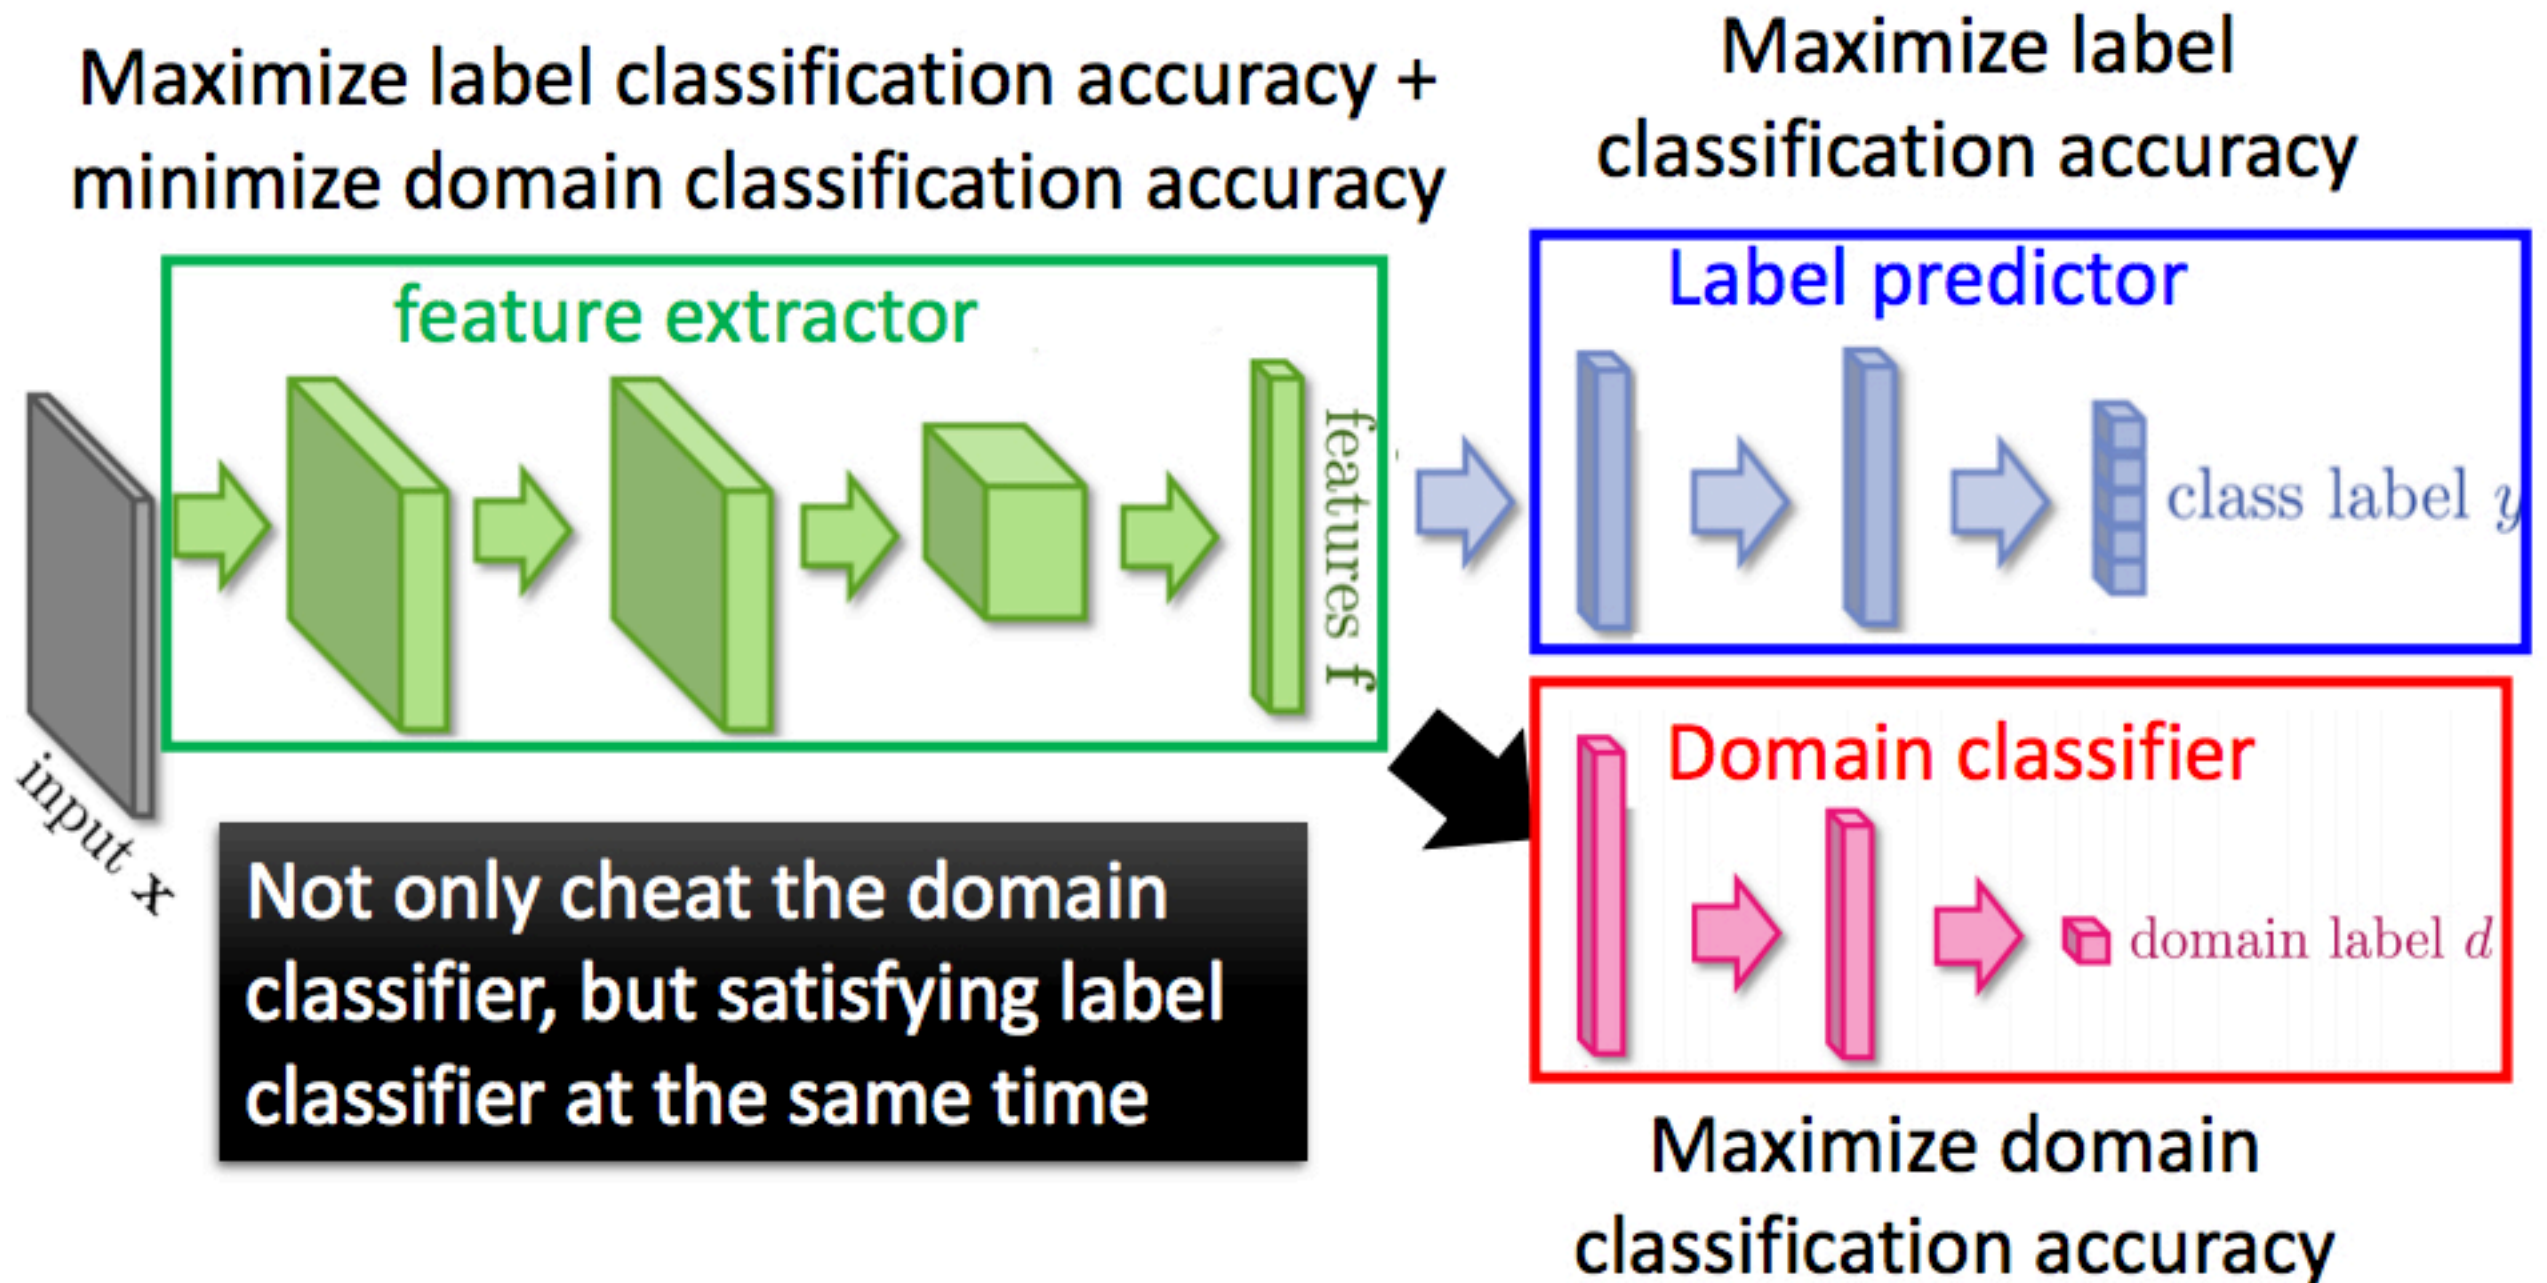 Maximize label classification accuracy +
minimize domain classification accuracy
Maximize label
classification accuracy
feature extractor
features f
input x
Label predictor
class label y
Domain classifier
domain label d
Not only cheat the domain
classifier, but satisfying label
classifier at the same time
Maximize domain
classification accuracy